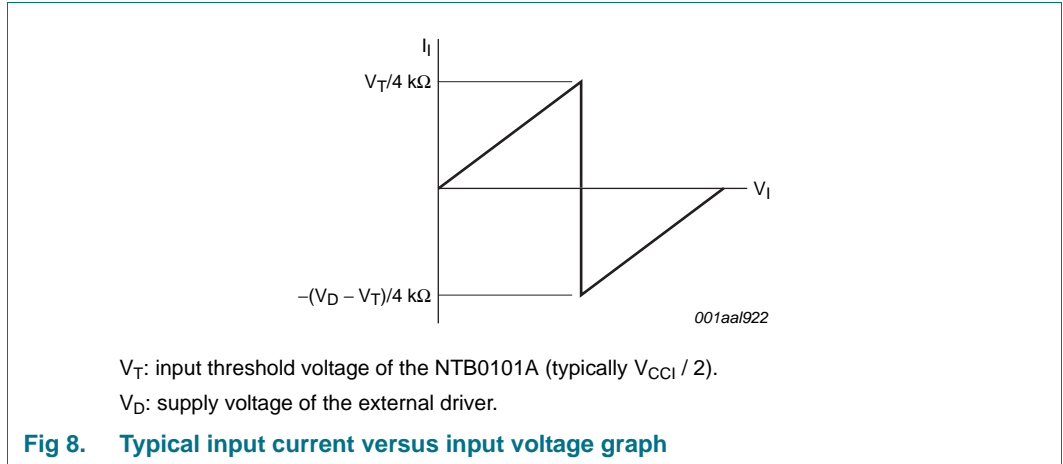 I_I
V_T/4 kΩ
V_I
−(V_D − V_T)/4 kΩ
001aal922
V_T: input threshold voltage of the NTB0101A (typically V_CCI / 2).
V_D: supply voltage of the external driver.
Fig 8. Typical input current versus input voltage graph